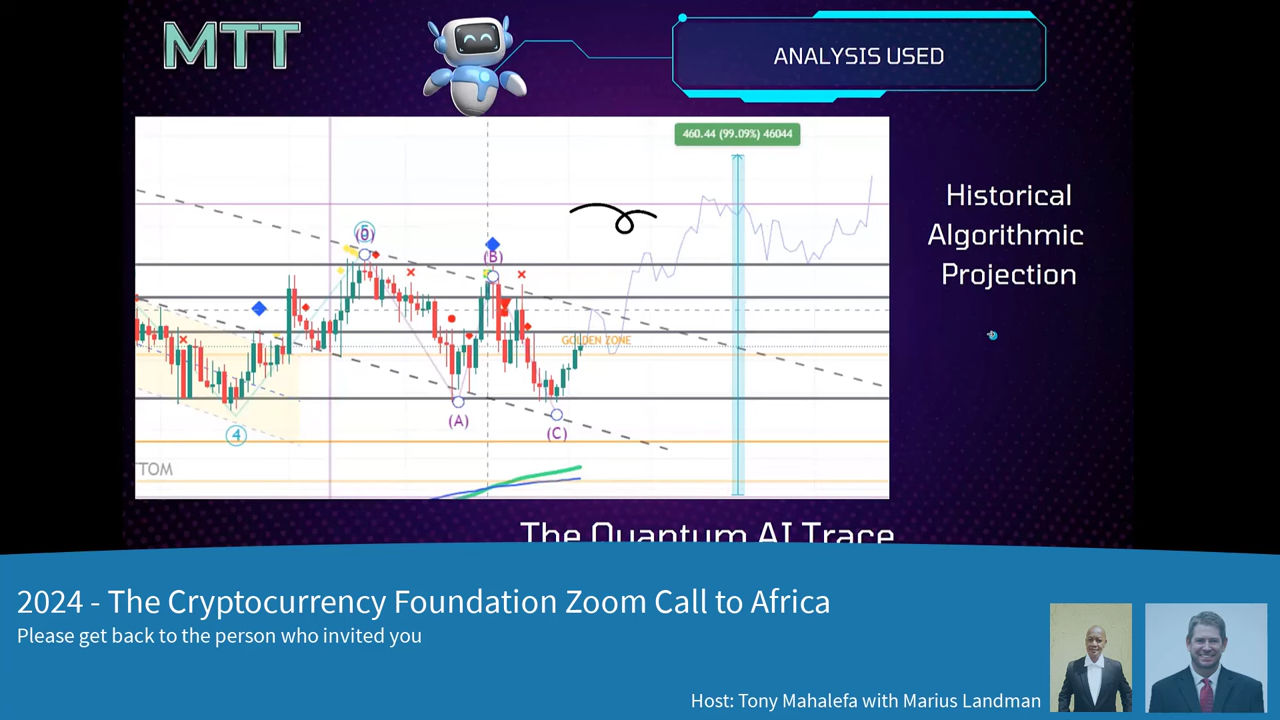 MTT
ANALYSIS USED
460.44 (99.09%) 46044
Historical
Algorithmic
Projection
(B)
GOLDEN ZONE
(A)
(C)
4
TOM
The Quantum AI Trace
2024 - The Cryptocurrency Foundation Zoom Call to Africa
Please get back to the person who invited you
Host: Tony Mahalefa with Marius Landman